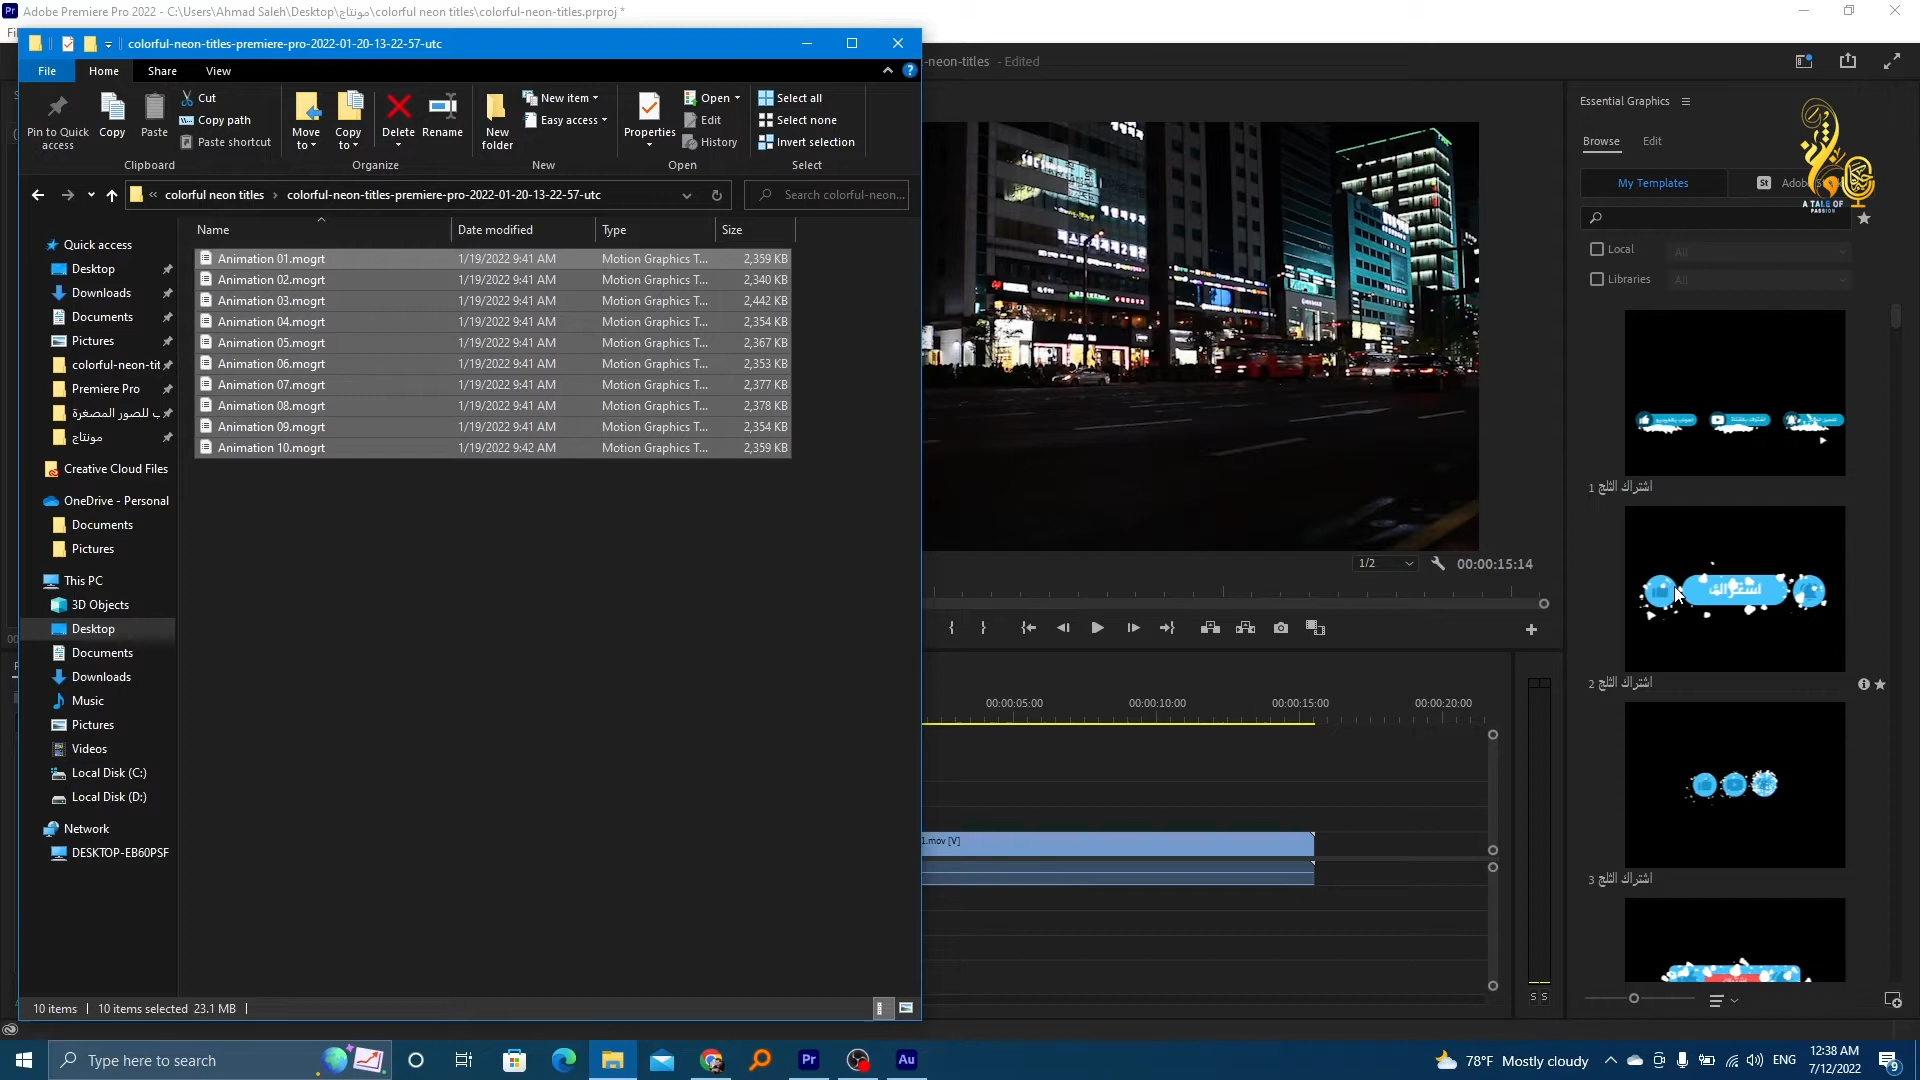 Pr Adobe Premiere Pro 2022 - C:\Users\Ahmad Saleh\Desktop\مونتاج\colorful neon titles\colorful-neon-titles.prproj *
colorful-neon-titles-premiere-pro-2022-01-20-13-22-57-utc
-neon-titles - Edited
File Home Share View
Pin to Quick access
Copy
Paste
Cut
Copy path
Paste shortcut
Move to
Copy to
Delete
Rename
New folder
New item
Easy access
Properties
Open
Edit
History
Select all
Select none
Invert selection
Clipboard Organize New Open Select
« colorful neon titles › colorful-neon-titles-premiere-pro-2022-01-20-13-22-57-utc
Search colorful-neon...
Name Date modified Type Size
Animation 01.mogrt 1/19/2022 9:41 AM Motion Graphics T... 2,359 KB
Animation 02.mogrt 1/19/2022 9:41 AM Motion Graphics T... 2,340 KB
Animation 03.mogrt 1/19/2022 9:41 AM Motion Graphics T... 2,442 KB
Animation 04.mogrt 1/19/2022 9:41 AM Motion Graphics T... 2,354 KB
Animation 05.mogrt 1/19/2022 9:41 AM Motion Graphics T... 2,367 KB
Animation 06.mogrt 1/19/2022 9:41 AM Motion Graphics T... 2,353 KB
Animation 07.mogrt 1/19/2022 9:41 AM Motion Graphics T... 2,377 KB
Animation 08.mogrt 1/19/2022 9:41 AM Motion Graphics T... 2,378 KB
Animation 09.mogrt 1/19/2022 9:41 AM Motion Graphics T... 2,354 KB
Animation 10.mogrt 1/19/2022 9:42 AM Motion Graphics T... 2,359 KB
Quick access
Desktop
Downloads
Documents
Pictures
colorful-neon-tit
Premiere Pro
ب للصور المصغرة
مونتاج
Creative Cloud Files
OneDrive - Personal
Documents
Pictures
This PC
3D Objects
Desktop
Documents
Downloads
Music
Pictures
Videos
Local Disk (C:)
Local Disk (D:)
Network
DESKTOP-EB60PSF
10 items | 10 items selected 23.1 MB |
1/2
00:00:15:14
00:00:05:00 00:00:10:00 00:00:15:00 00:00:20:00
1.mov [V]
S S
Essential Graphics
Browse Edit
My Templates
St Adobe
حكاية
A TALE OF
PASSION
Local All
Libraries All
اشتراك الثلج 1
اشتراك
اشتراك الثلج 2
اشتراك الثلج 3
Type here to search
Pr
Au
78°F Mostly cloudy
ENG
12:38 AM
7/12/2022
9